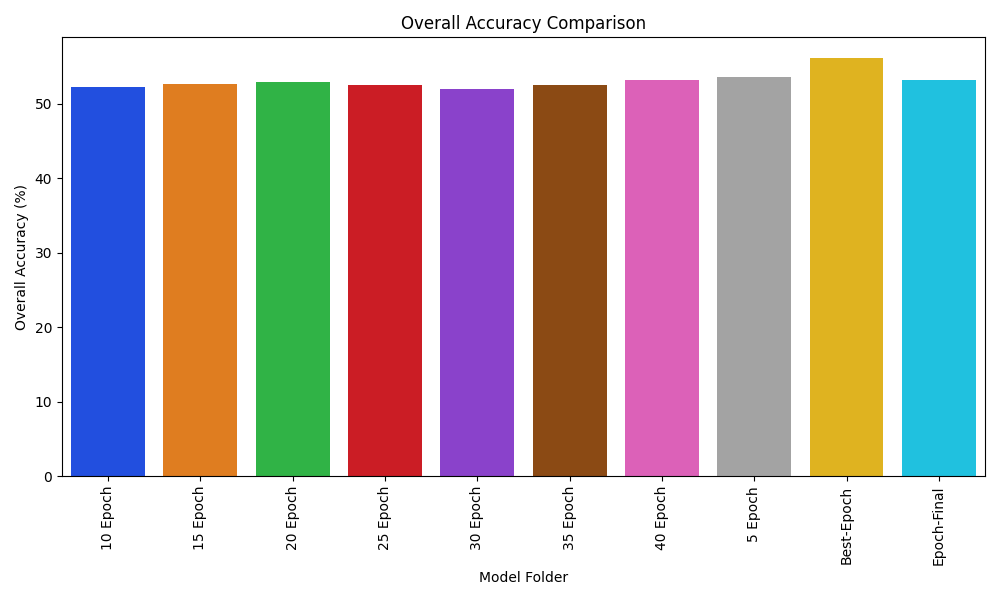 Overall Accuracy Comparison
Overall Accuracy (%)
50
40
30
20
10
0
10 Epoch
15 Epoch
20 Epoch
25 Epoch
30 Epoch
35 Epoch
40 Epoch
5 Epoch
Best-Epoch
Epoch-Final
Model Folder